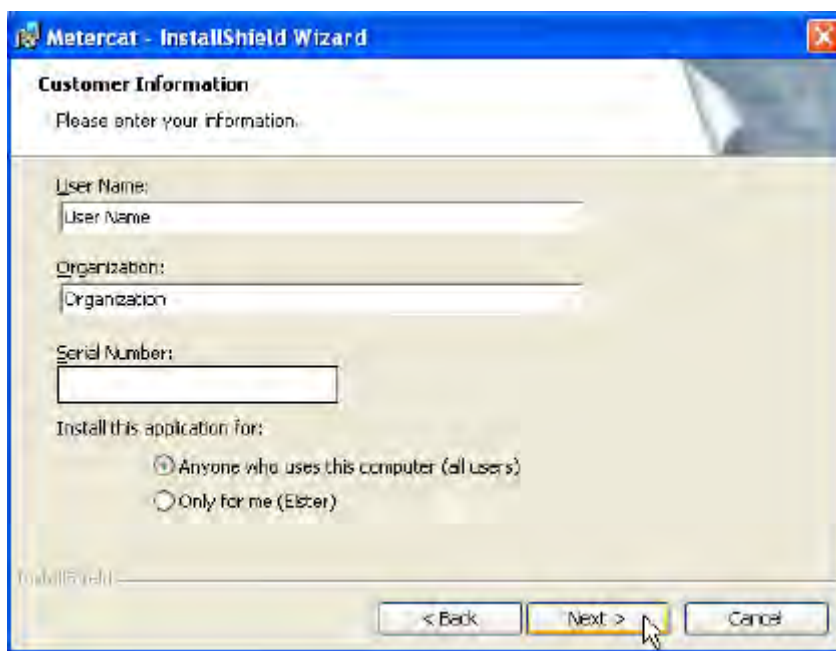 Metercat - InstallShield Wizard
Customer Information
Please enter your information.
User Name:
User Name
Organization:
Organization
Serial Number:
Install this application for:
Anyone who uses this computer (all users)
Only for me (Elster)
InstallShield
< Back
Next >
Cancel